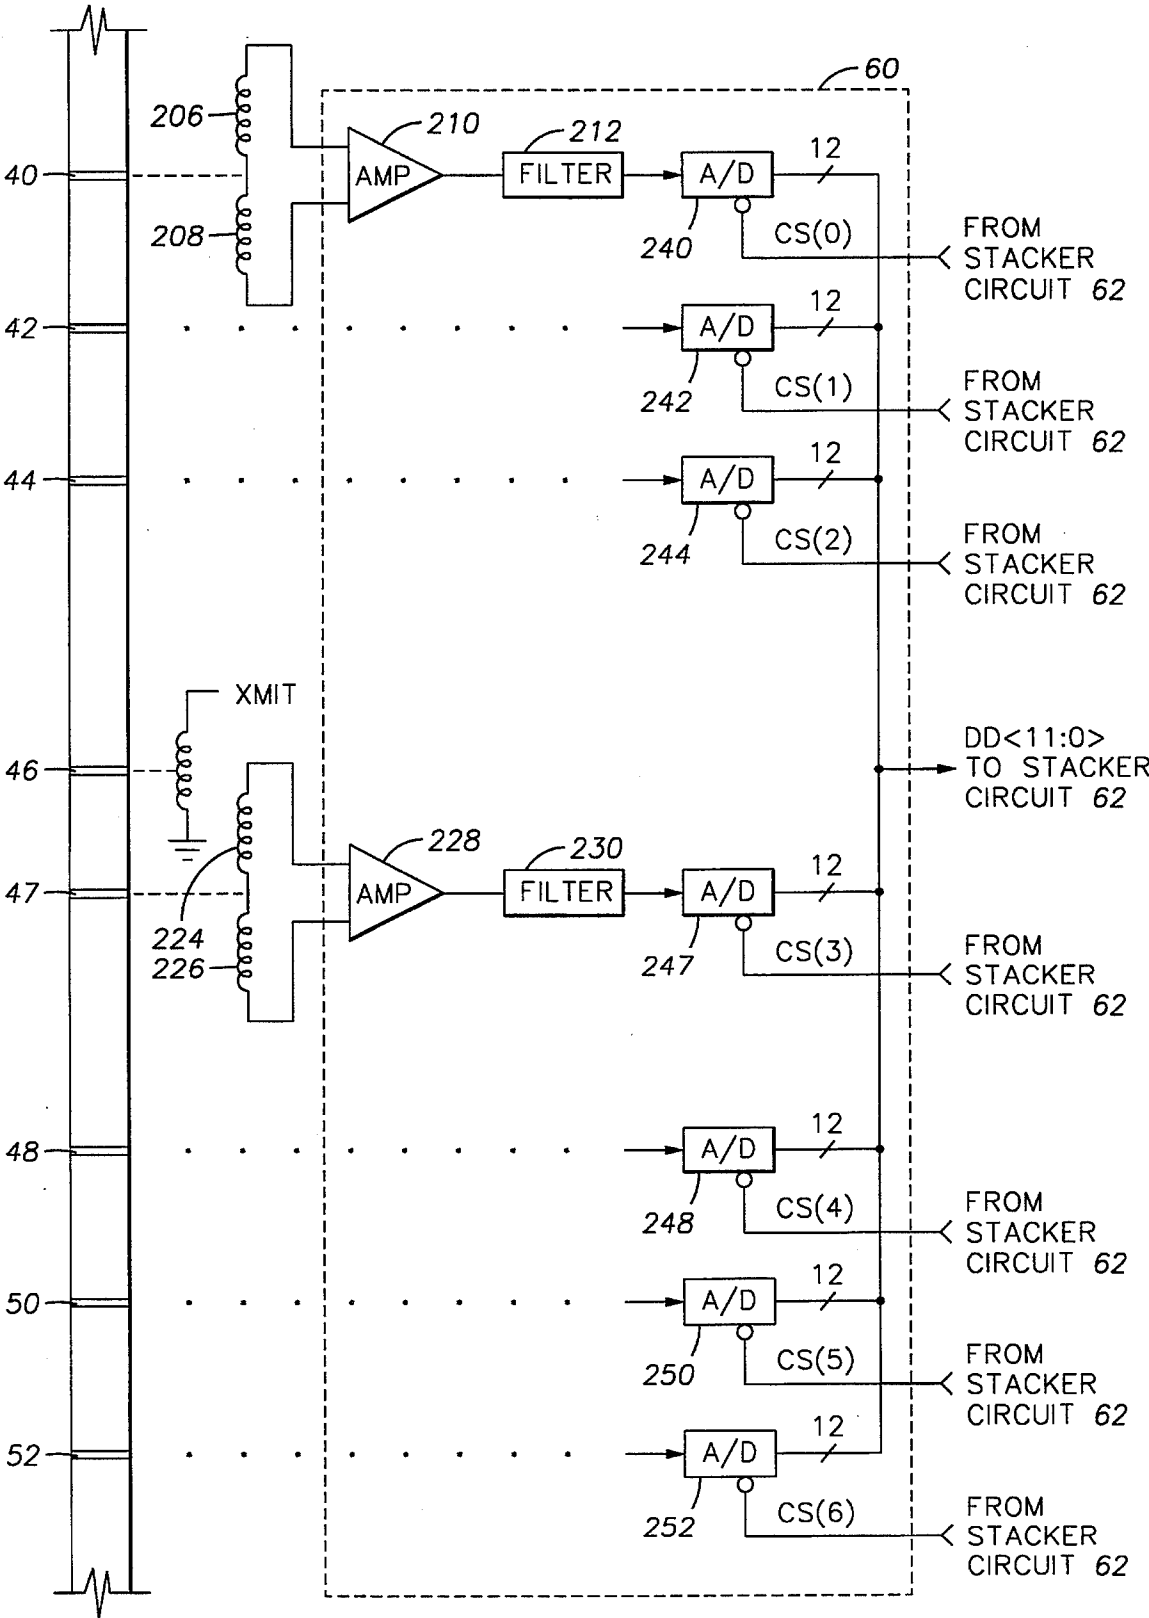 60
206
210
212
12
40
AMP
FILTER
A/D
208
240
CS(0)
FROM
STACKER
CIRCUIT 62
42
A/D
12
242
CS(1)
FROM
STACKER
CIRCUIT 62
44
A/D
12
244
CS(2)
FROM
STACKER
CIRCUIT 62
XMIT
46
DD<11:0>
TO STACKER
CIRCUIT 62
228
230
12
47
AMP
FILTER
A/D
224
226
247
CS(3)
FROM
STACKER
CIRCUIT 62
48
A/D
12
248
CS(4)
FROM
STACKER
CIRCUIT 62
50
A/D
12
250
CS(5)
FROM
STACKER
CIRCUIT 62
52
A/D
12
252
CS(6)
FROM
STACKER
CIRCUIT 62